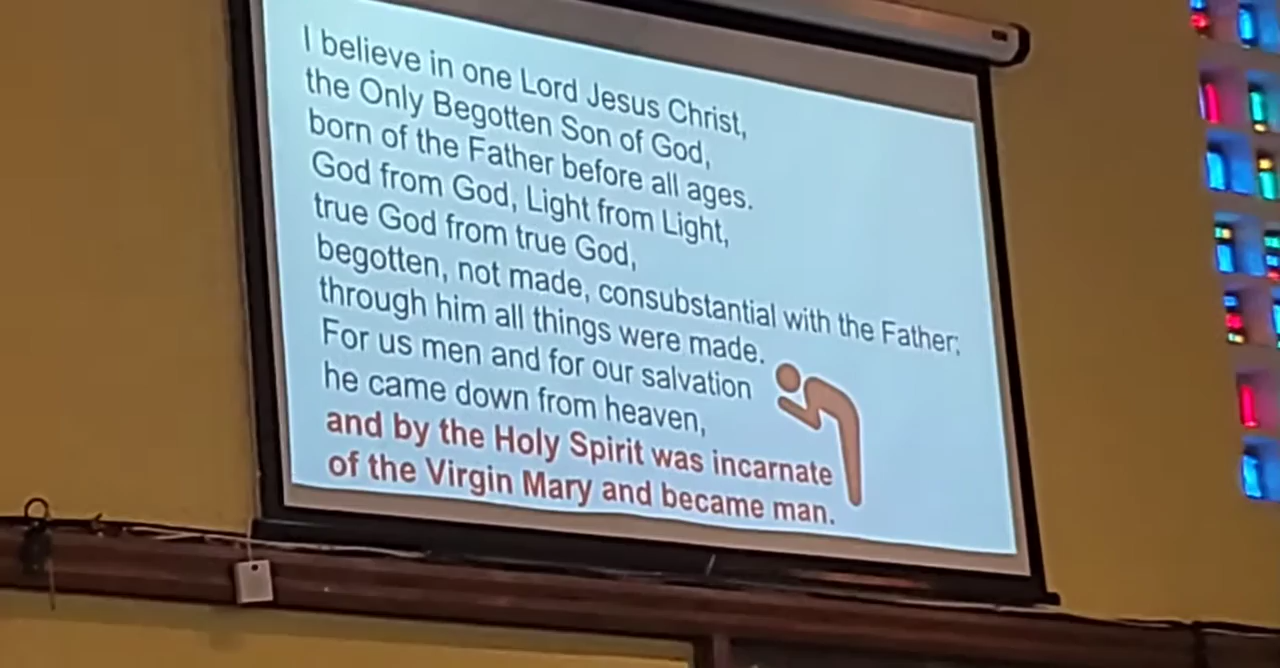 I believe in one Lord Jesus Christ,
the Only Begotten Son of God,
born of the Father before all ages.
God from God, Light from Light,
true God from true God,
begotten, not made, consubstantial with the Father;
through him all things were made.
For us men and for our salvation
he came down from heaven,
and by the Holy Spirit was incarnate
of the Virgin Mary and became man.